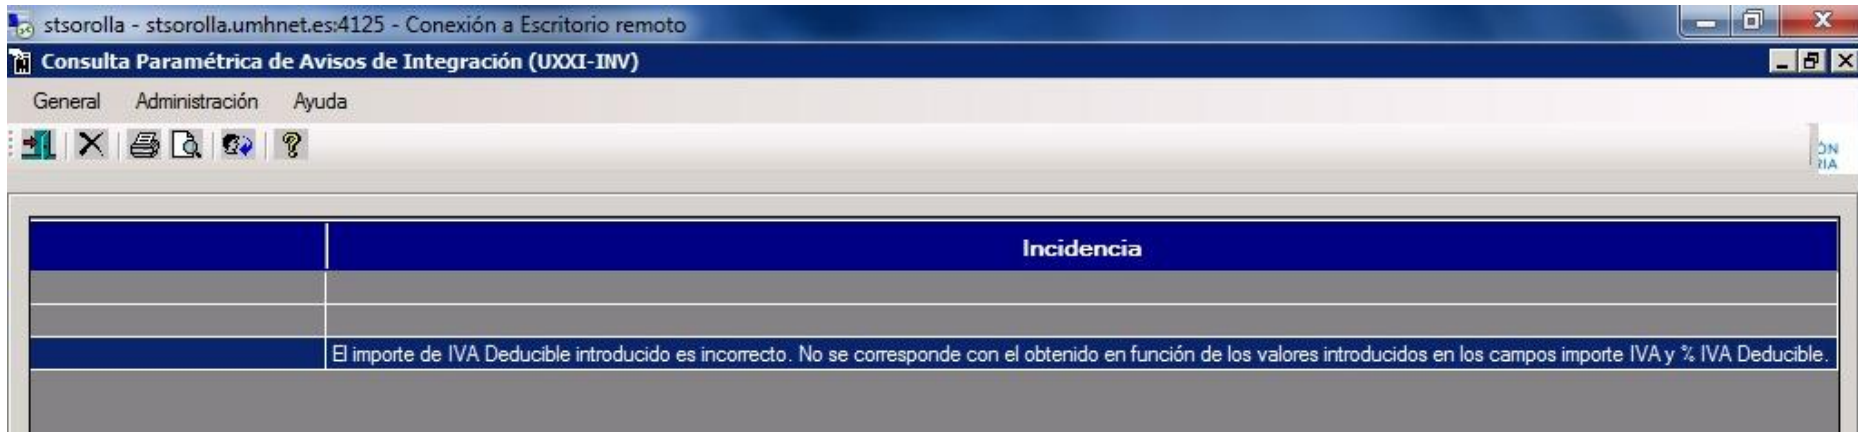 stsorolla - stsorolla.umhnet.es:4125 - Conexión a Escritorio remoto
Consulta Paramétrica de Avisos de Integración (UXXI-INV)
General Administración Ayuda
ÓN
RIA
Incidencia
El importe de IVA Deducible introducido es incorrecto. No se corresponde con el obtenido en función de los valores introducidos en los campos importe IVA y % IVA Deducible.